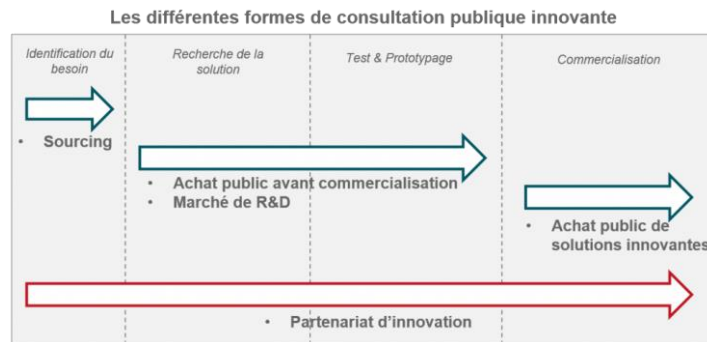 Les différentes formes de consultation publique innovante
Identification du
besoin
Recherche de la
solution
Test & Prototypage
Commercialisation
• Sourcing
• Achat public avant commercialisation
• Marché de R&D
• Achat public de
solutions innovantes
• Partenariat d'innovation